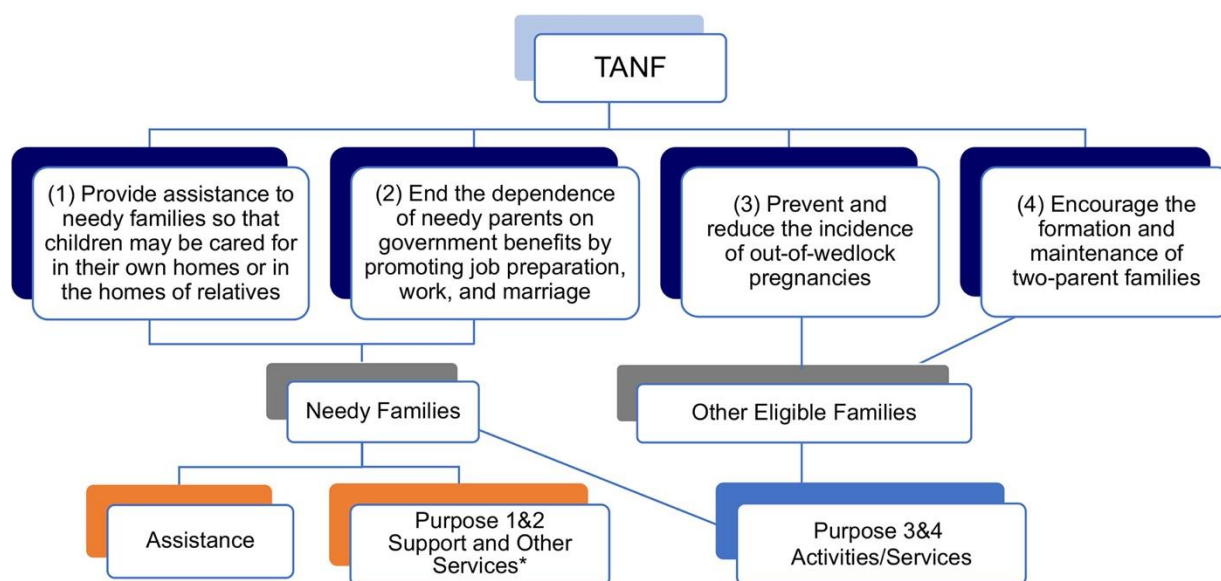 TANF
(1) Provide assistance to
needy families so that
children may be cared for
in their own homes or in
the homes of relatives
(2) End the dependence
of needy parents on
government benefits by
promoting job preparation,
work, and marriage
(3) Prevent and
reduce the incidence
of out-of-wedlock
pregnancies
(4) Encourage the
formation and
maintenance of
two-parent families
Needy Families
Other Eligible Families
Assistance
Purpose 1&2
Support and Other
Services*
Purpose 3&4
Activities/Services